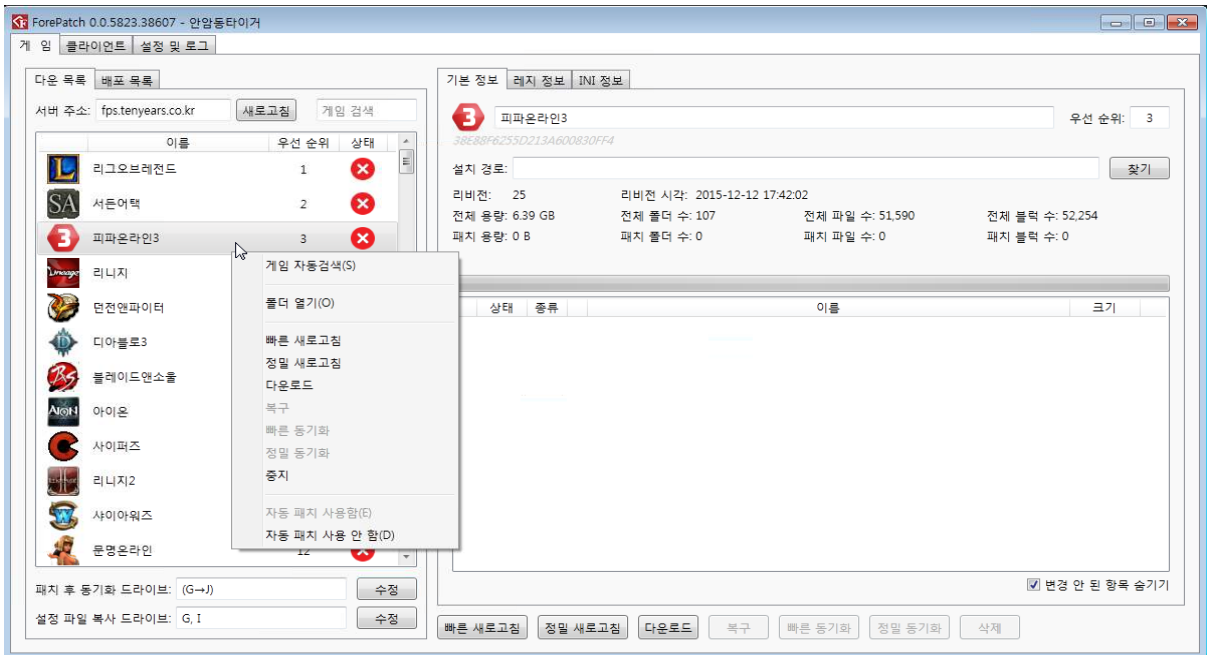 ForePatch 0.0.5823.38607 - 안암동타이거
게 임 클라이언트 설정 및 로그
다운 목록 배포 목록
서버 주소: fps.tenyears.co.kr 새로고침 게임 검색
이름 우선 순위 상태
리그오브레전드 1
SA 서든어택 2
3 피파온라인3 3
Lineage 리니지
던전앤파이터
디아블로3
BS 블레이드앤소울
AION 아이온
사이퍼즈
리니지2
샤이아워즈
문명온라인 12
게임 자동검색(S)
폴더 열기(O)
빠른 새로고침
정밀 새로고침
다운로드
복구
빠른 동기화
정밀 동기화
중지
자동 패치 사용함(E)
자동 패치 사용 안 함(D)
패치 후 동기화 드라이브: (G→J) 수정
설정 파일 복사 드라이브: G, I 수정
기본 정보 레지 정보 INI 정보
3 피파온라인3 우선 순위: 3
38E88F6255D213A600830FF4
설치 경로: 찾기
리비전: 25 리비전 시각: 2015-12-12 17:42:02
전체 용량: 6.39 GB 전체 폴더 수: 107 전체 파일 수: 51,590 전체 블럭 수: 52,254
패치 용량: 0 B 패치 폴더 수: 0 패치 파일 수: 0 패치 블럭 수: 0
상태 종류 이름 크기
변경 안 된 항목 숨기기
빠른 새로고침 정밀 새로고침 다운로드 복구 빠른 동기화 정밀 동기화 삭제